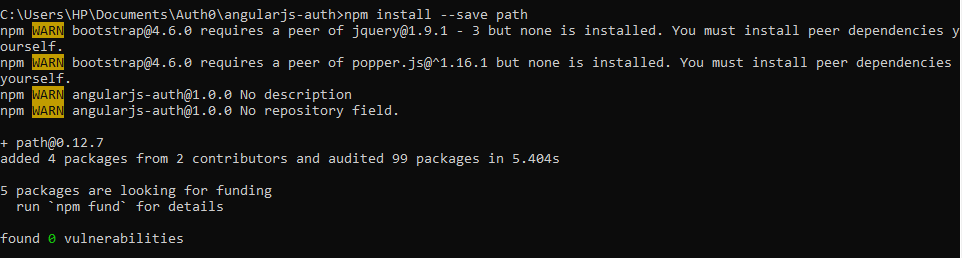 C:\Users\HP\Documents\Auth0\angularjs-auth>npm install --save path
npm WARN bootstrap@4.6.0 requires a peer of jquery@1.9.1 - 3 but none is installed. You must install peer dependencies y
ourself.
npm WARN bootstrap@4.6.0 requires a peer of popper.js@^1.16.1 but none is installed. You must install peer dependencies
yourself.
npm WARN angularjs-auth@1.0.0 No description
npm WARN angularjs-auth@1.0.0 No repository field.
+ path@0.12.7
added 4 packages from 2 contributors and audited 99 packages in 5.404s
5 packages are looking for funding
run `npm fund` for details
found 0 vulnerabilities